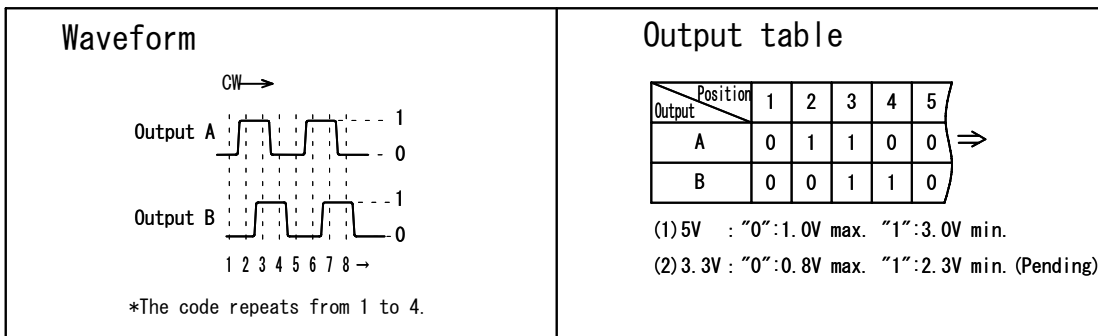 Waveform
CW→
Output A
1
0
Output B
1
0
1 2 3 4 5 6 7 8 →
*The code repeats from 1 to 4.
Output table
Position
Output
1 2 3 4 5
A 0 1 1 0 0 ⇒
B 0 0 1 1 0
(1)5V : "0":1.0V max. "1":3.0V min.
(2)3.3V : "0":0.8V max. "1":2.3V min.(Pending)